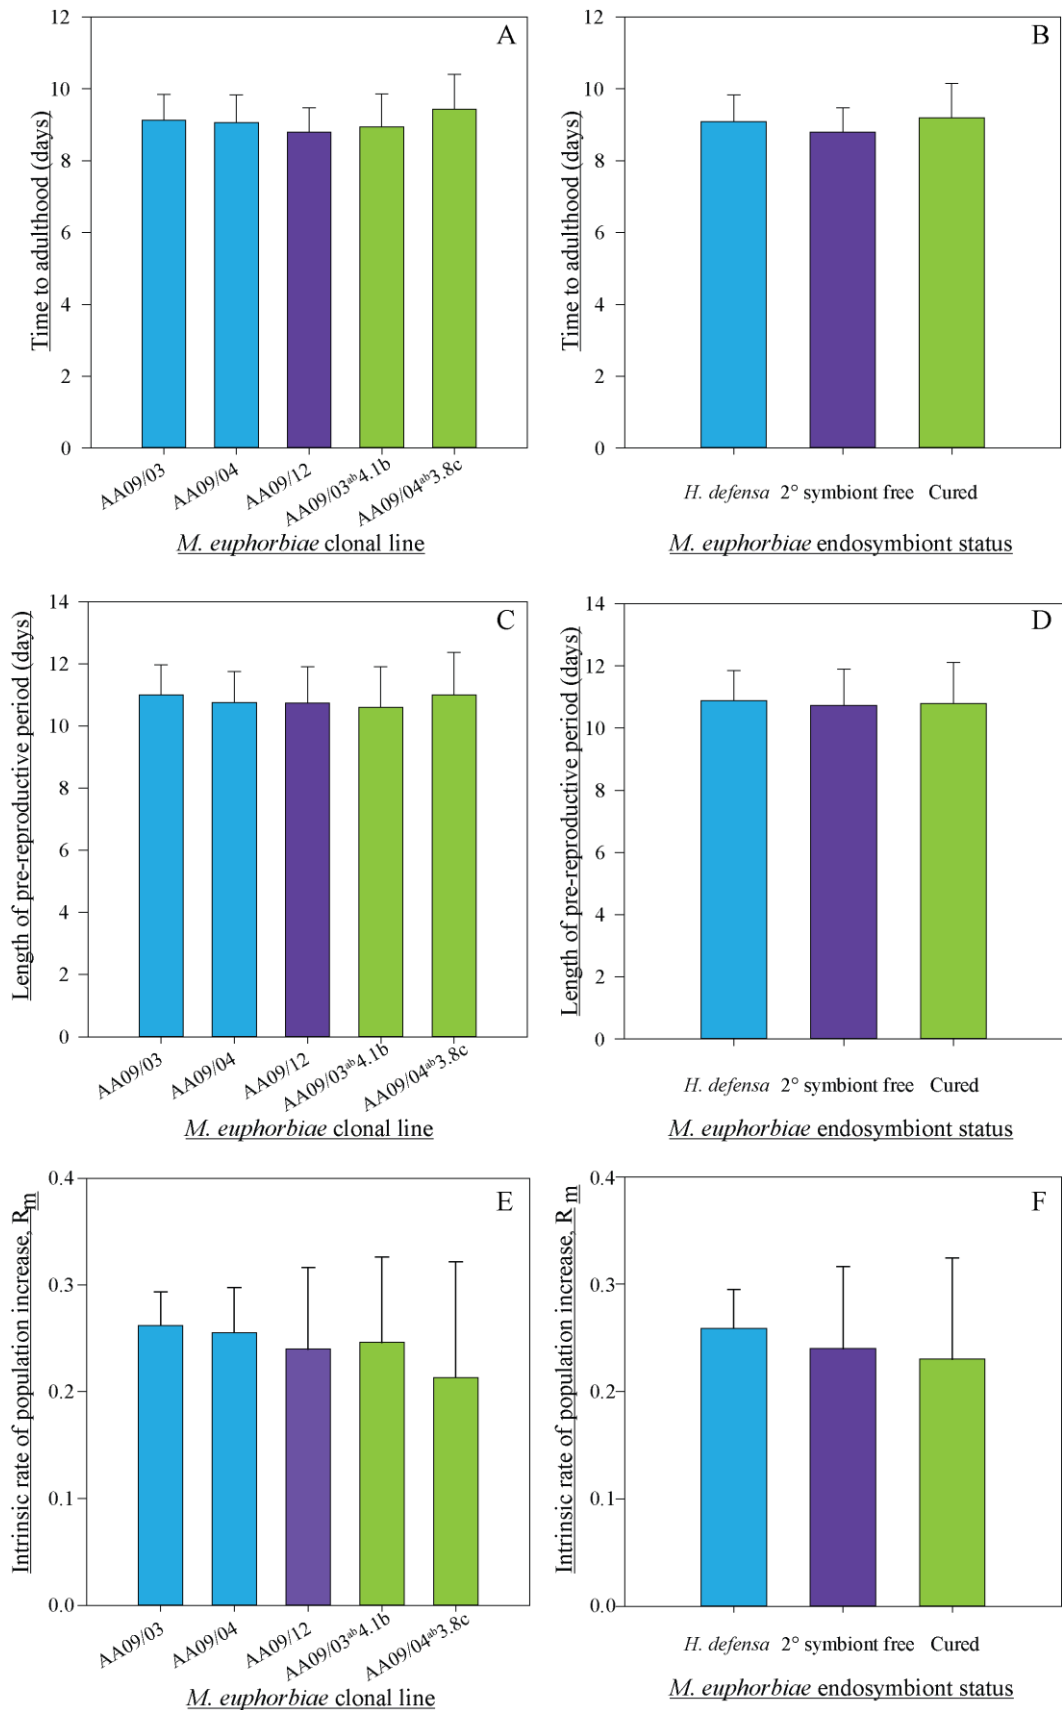 A
Time to adulthood (days)
12
10
8
6
4
2
0
AA09/03
AA09/04
AA09/12
AA09/03ᵃᵇ4.1b
AA09/04ᵃᵇ3.8c
M. euphorbiae clonal line
B
Time to adulthood (days)
12
10
8
6
4
2
0
H. defensa 2° symbiont free Cured
M. euphorbiae endosymbiont status
C
Length of pre-reproductive period (days)
14
12
10
8
6
4
2
0
AA09/03
AA09/04
AA09/12
AA09/03ᵃᵇ4.1b
AA09/04ᵃᵇ3.8c
M. euphorbiae clonal line
D
Length of pre-reproductive period (days)
14
12
10
8
6
4
2
0
H. defensa 2° symbiont free Cured
M. euphorbiae endosymbiont status
E
Intrinsic rate of population increase, R m
0.4
0.3
0.2
0.1
0.0
AA09/03
AA09/04
AA09/12
AA09/03ᵃᵇ4.1b
AA09/04ᵃᵇ3.8c
M. euphorbiae clonal line
F
Intrinsic rate of population increase, R m
0.4
0.3
0.2
0.1
0.0
H. defensa 2° symbiont free Cured
M. euphorbiae endosymbiont status